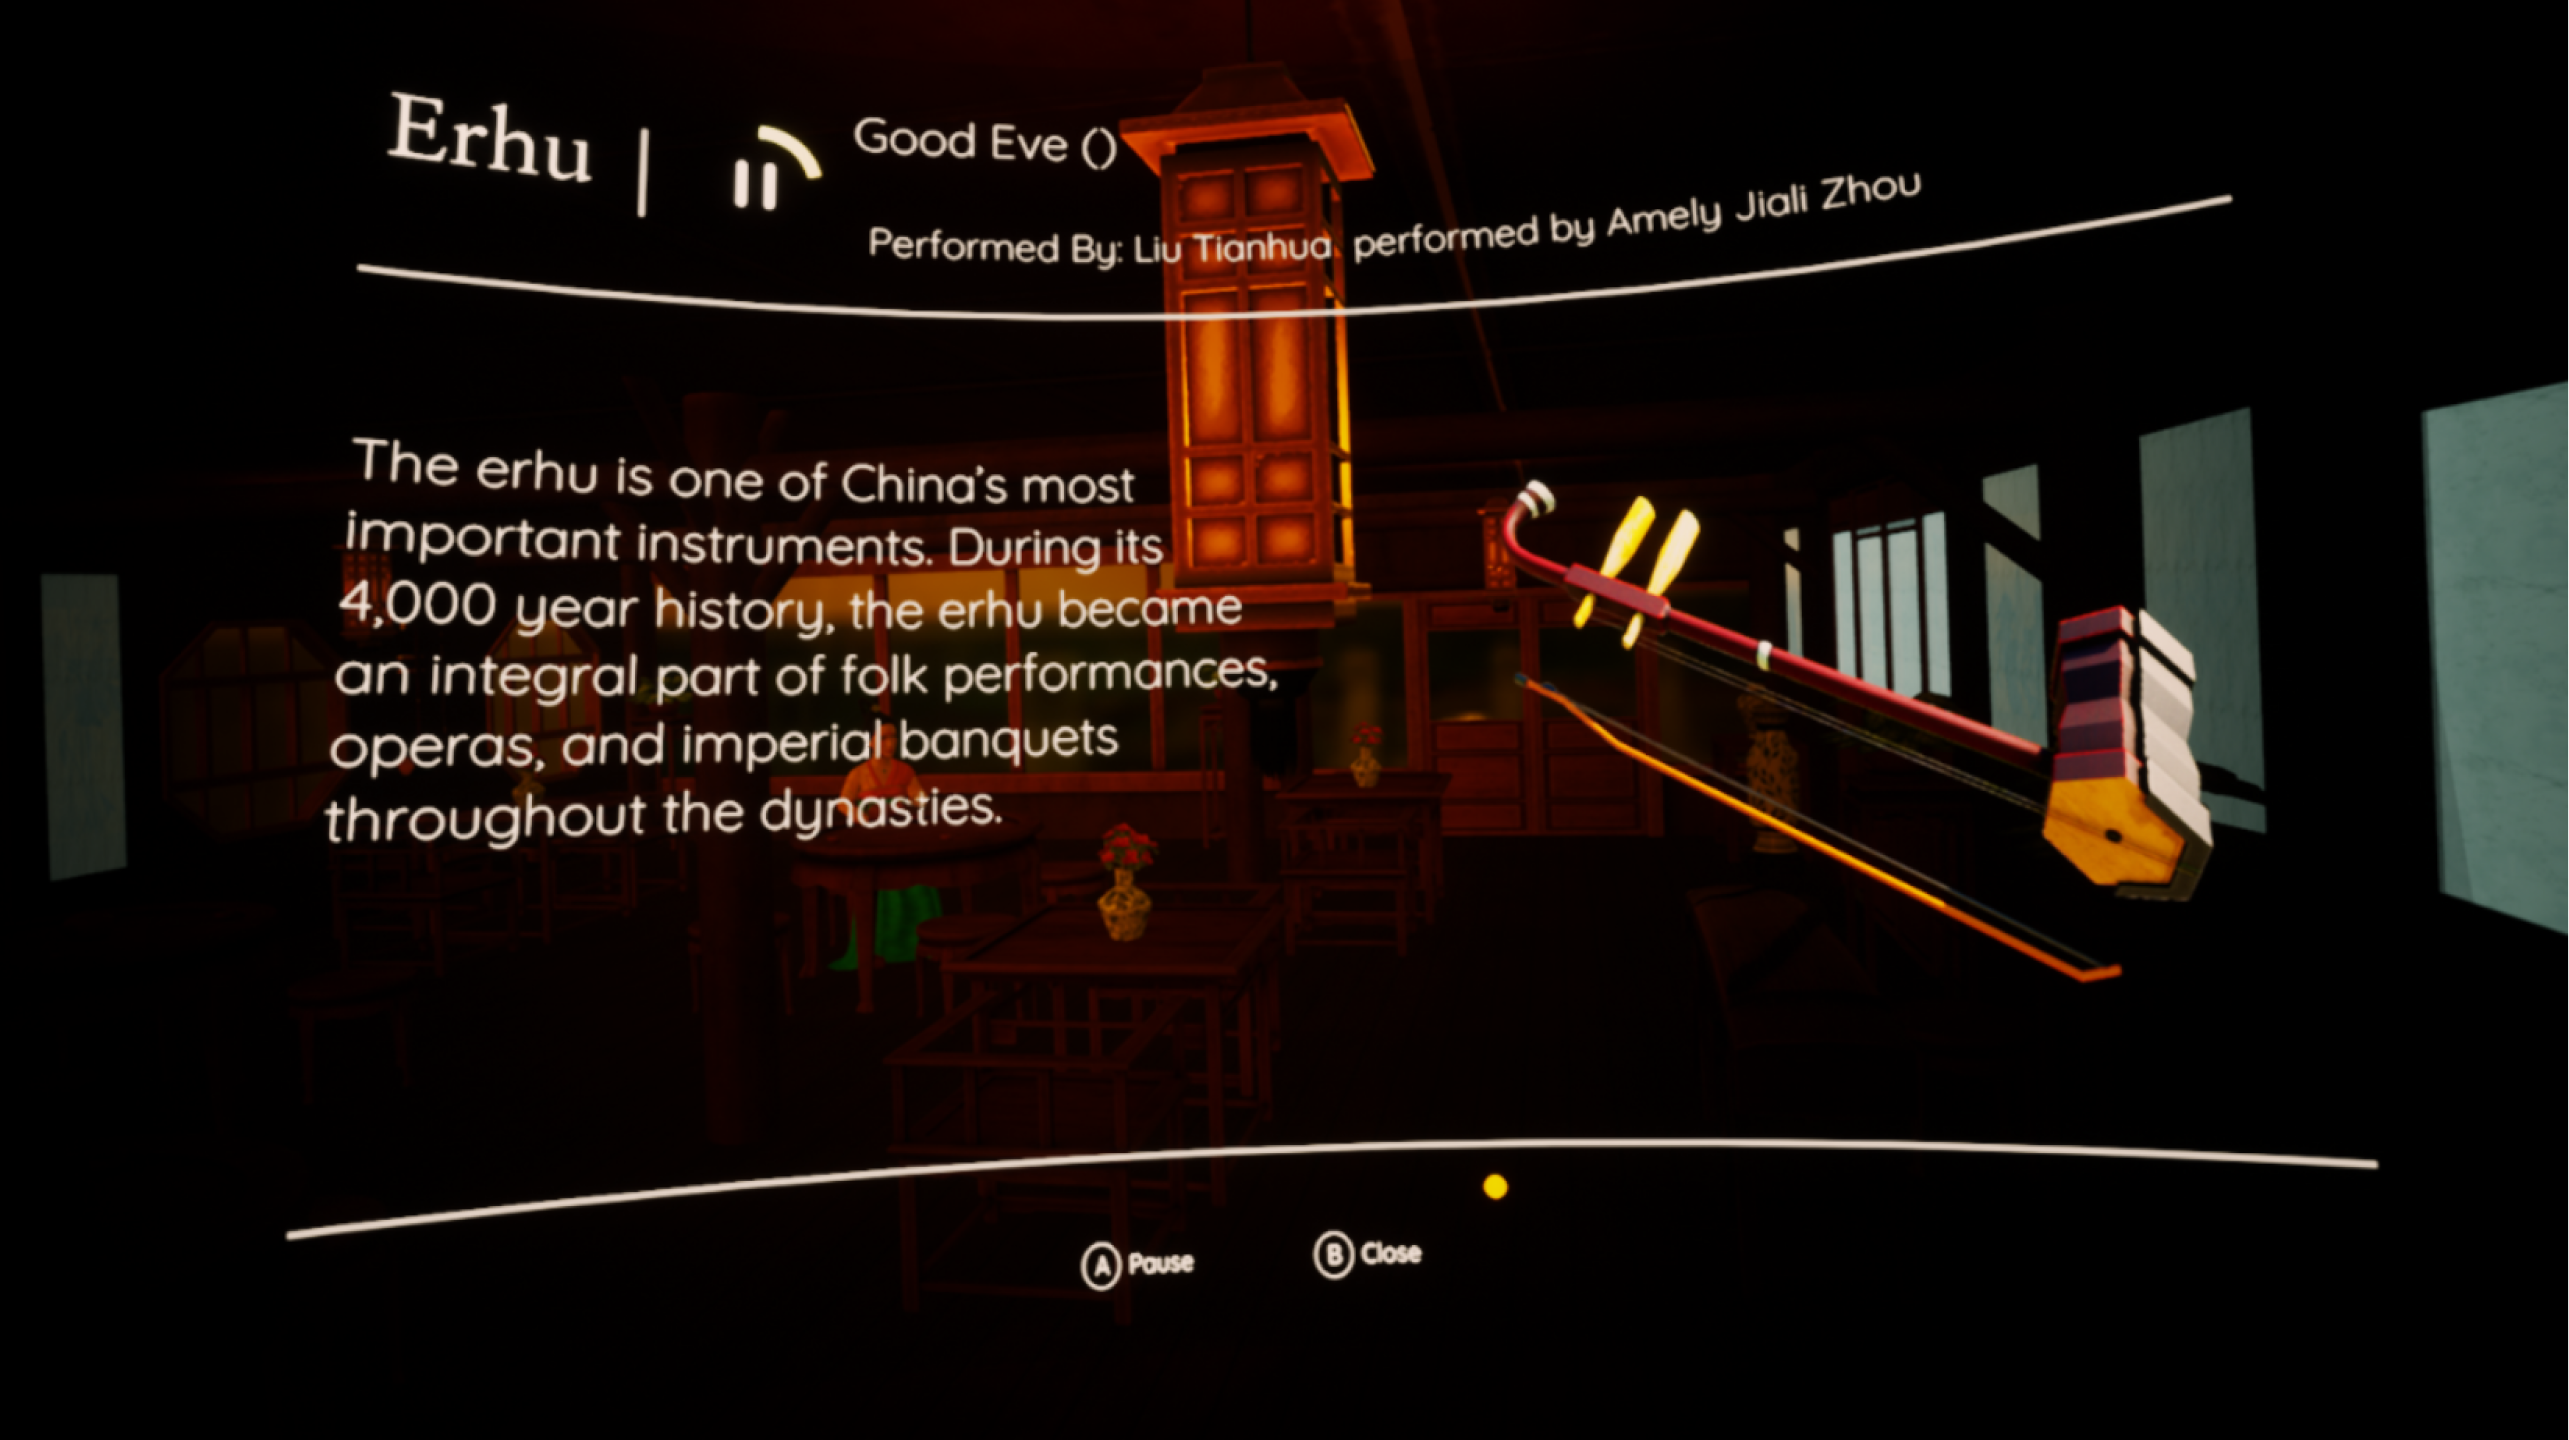 Erhu
Good Eve ()
Performed By: Liu Tianhua  performed by Amely Jiali Zhou
The erhu is one of China's most
important instruments. During its
4,000 year history, the erhu became
an integral part of folk performances,
operas, and imperial banquets
throughout the dynasties.
A Pause
B Close